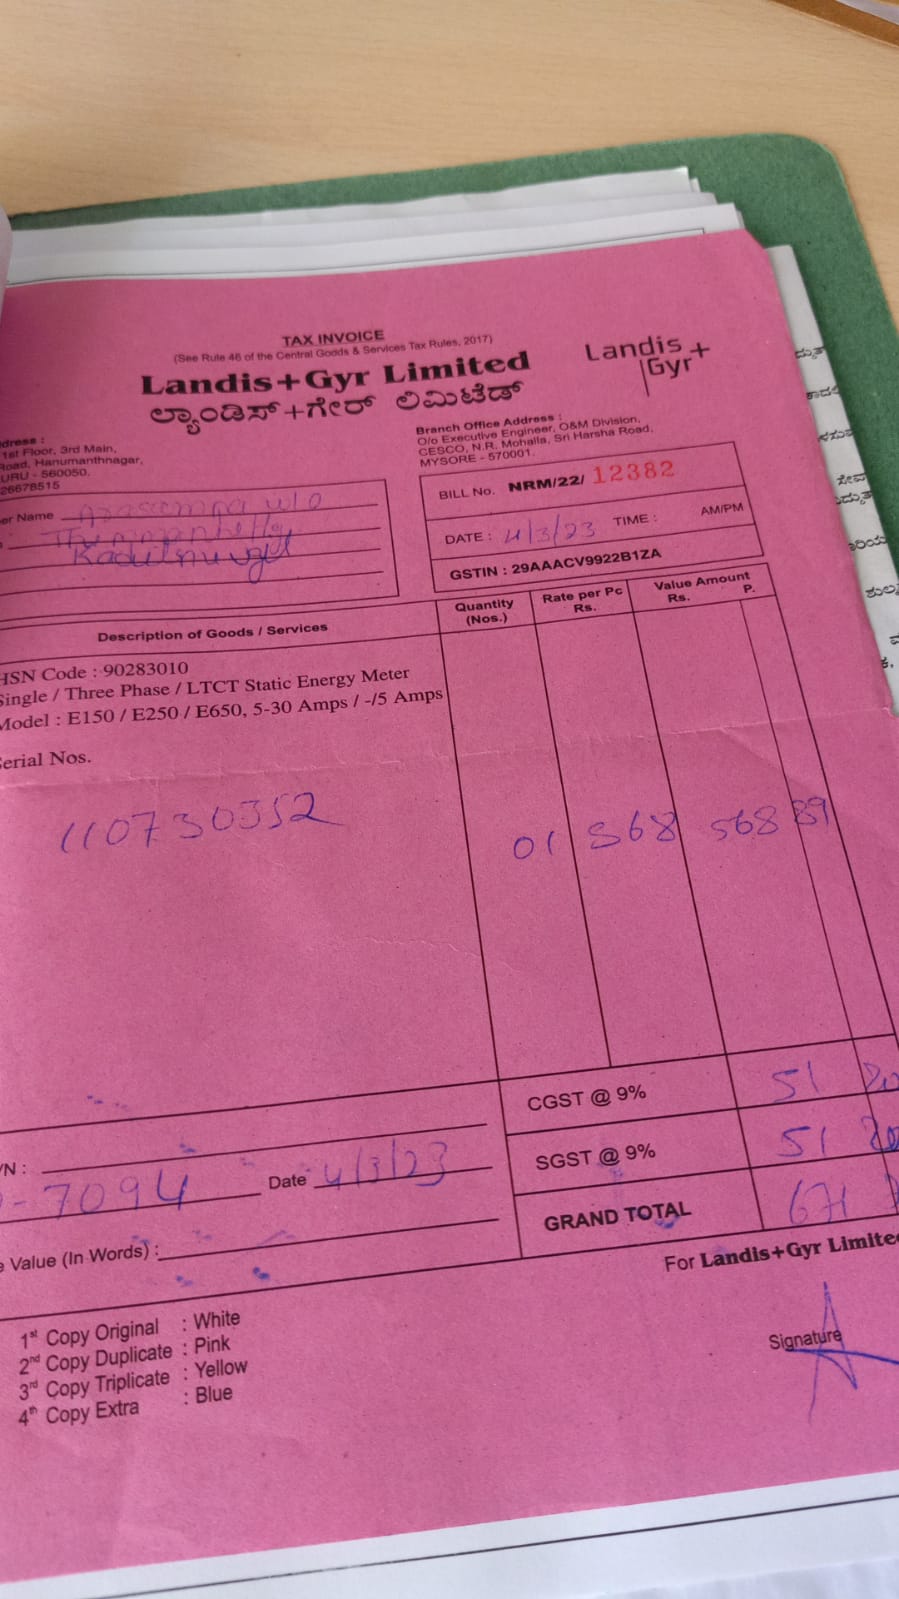 TAX INVOICE
(See Rule 46 of the Central Goods & Services Tax Rules, 2017)
Landis+Gyr Limited
ಲ್ಯಾಂಡಿಸ್+ಗೇರ್ ಲಿಮಿಟೆಡ್
Landis
Gyr+
dress :
1st Floor, 3rd Main,
Road, Hanumanthnagar,
URU - 560050.
26678515
Branch Office Address :
O/o Executive Engineer, O&M Division,
CESCO, N.R. Mohalla, Sri Harsha Road,
MYSORE - 570001.
er Name W/O
BILL No. NRM/22/ 12382
DATE : 4/3/23 TIME : AM/PM
GSTIN : 29AAACV9922B1ZA
Description of Goods / Services
Quantity
(Nos.)
Rate per Pc
Rs.
Value Amount
Rs. P.
HSN Code : 90283010
Single / Three Phase / LTCT Static Energy Meter
Model : E150 / E250 / E650, 5-30 Amps / -/5 Amps
Serial Nos.
110730352 01 568 568 89
CGST @ 9% 51 20
SGST @ 9% 51 20
GRAND TOTAL 671
/N :
-7094 Date 4/3/23
e Value (In Words) :
For Landis+Gyr Limite
1st Copy Original : White
2nd Copy Duplicate : Pink
3rd Copy Triplicate : Yellow
4th Copy Extra : Blue
Signature